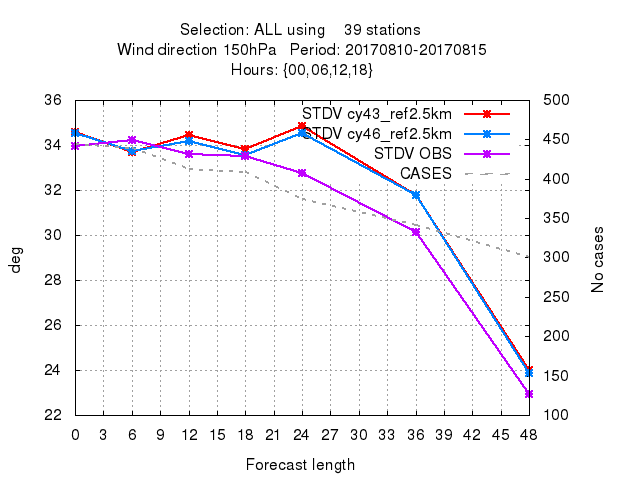 Selection: ALL using 39 stations
Wind direction 150hPa Period: 20170810-20170815
Hours: {00,06,12,18}
36 500
STDV cy43_ref2.5km
STDV cy46_ref2.5km
STDV OBS
CASES
34 450
32 400
30 350
28 300
26 250
24 200
22 150
100
deg
No cases
0 3 6 9 12 15 18 21 24 27 30 33 36 39 42 45 48
Forecast length